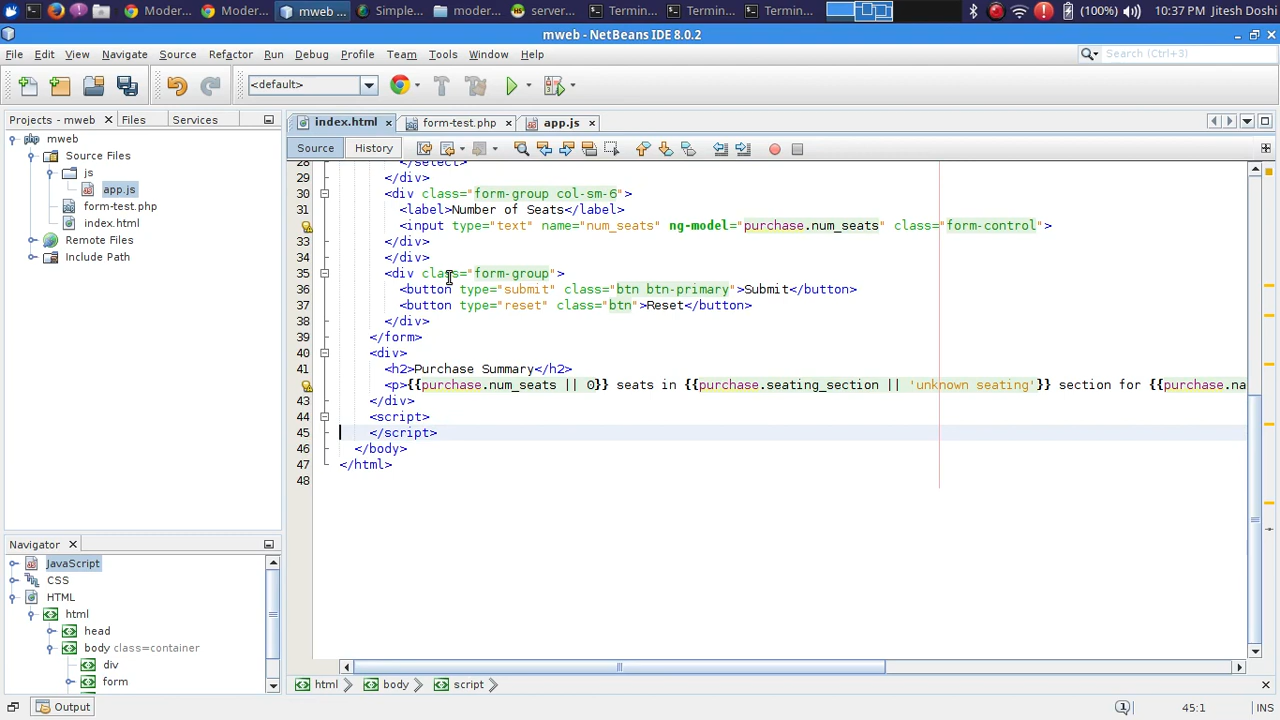 Moder...
Moder...
mweb ...
Simple...
moder...
server...
Termin...
Termin...
Termin...
(100%)
10:37 PM Jitesh Doshi
mweb - NetBeans IDE 8.0.2
File Edit View Navigate Source Refactor Run Debug Profile Team Tools Window Help
Search (Ctrl+I)
<default>
Projects - mweb
Files
Services
index.html
form-test.php
app.js
mweb
Source Files
js
app.js
form-test.php
index.html
Remote Files
Include Path
Source
History
28 </select>
29 </div>
30 <div class="form-group col-sm-6">
31 <label>Number of Seats</label>
<input type="text" name="num_seats" ng-model="purchase.num_seats" class="form-control">
33 </div>
34 </div>
35 <div class="form-group">
36 <button type="submit" class="btn btn-primary">Submit</button>
37 <button type="reset" class="btn">Reset</button>
38 </div>
39 </form>
40 <div>
41 <h2>Purchase Summary</h2>
<p>{{purchase.num_seats || 0}} seats in {{purchase.seating_section || 'unknown seating'}} section for {{purchase.na
43 </div>
44 <script>
45 </script>
46 </body>
47 </html>
48
Navigator
JavaScript
CSS
HTML
html
head
body class=container
div
form
html
body
script
Output
1
45:1
INS